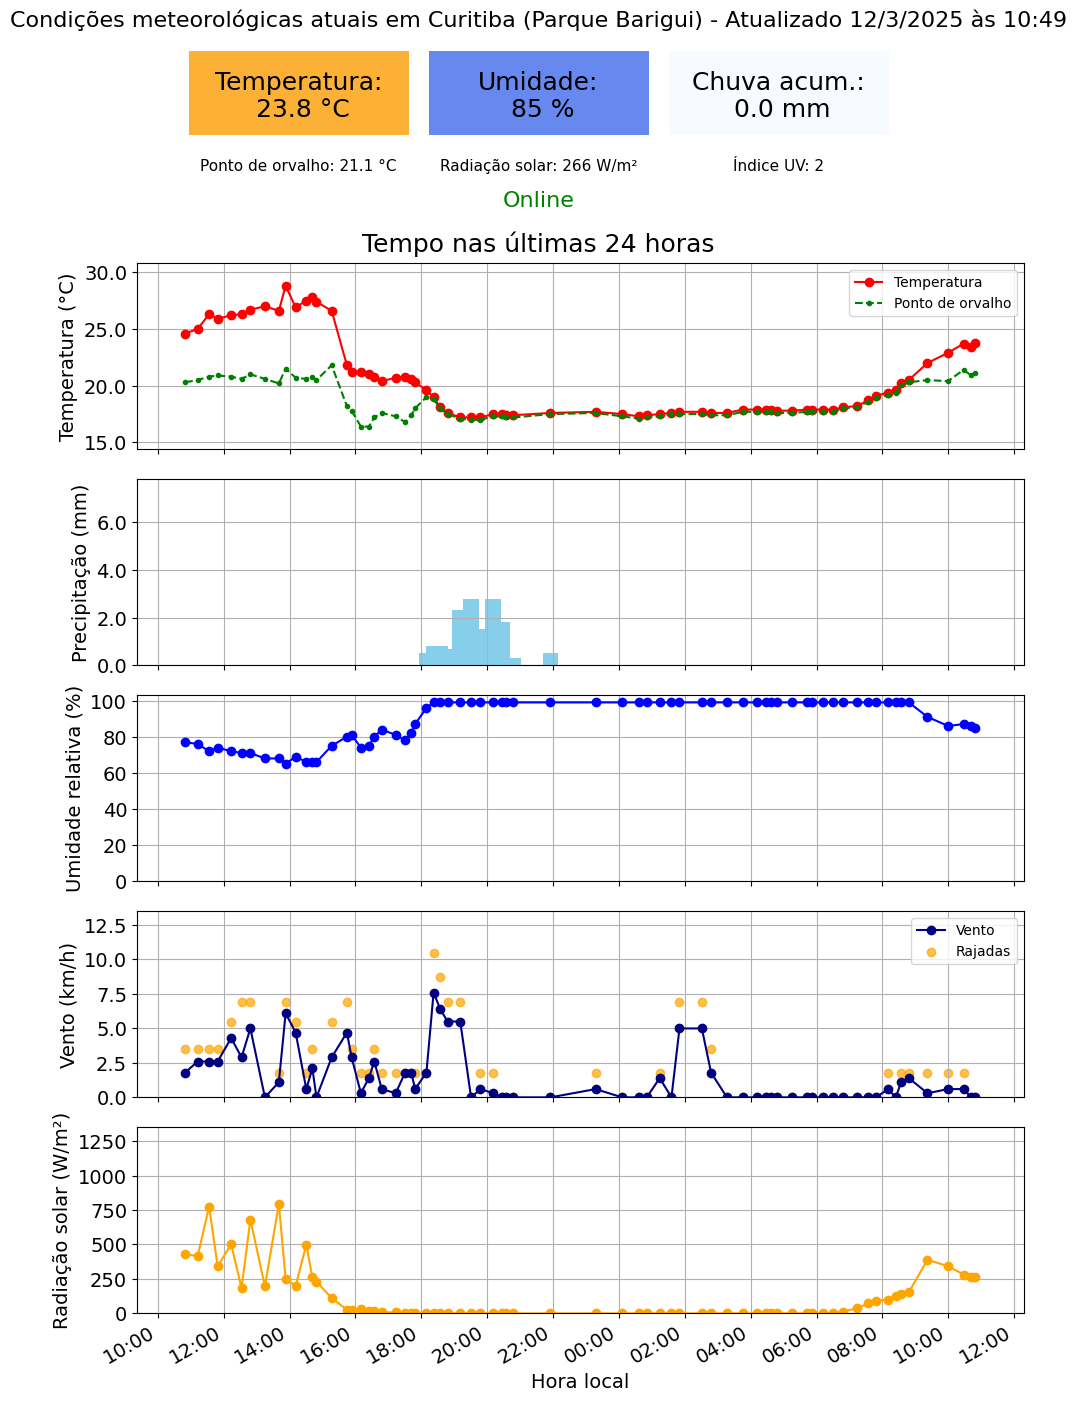 Condições meteorológicas atuais em Curitiba (Parque Barigui) - Atualizado 12/3/2025 às 10:49
Temperatura:
23.8 °C
Umidade:
85 %
Chuva acum.:
0.0 mm
Ponto de orvalho: 21.1 °C
Radiação solar: 266 W/m²
Índice UV: 2
Online
Tempo nas últimas 24 horas
Temperatura (°C)
30.0
25.0
20.0
15.0
Temperatura
Ponto de orvalho
Precipitação (mm)
6.0
4.0
2.0
0.0
Umidade relativa (%)
100
80
60
40
20
0
Vento (km/h)
12.5
10.0
7.5
5.0
2.5
0.0
Vento
Rajadas
Radiação solar (W/m²)
1250
1000
750
500
250
0
10:00
12:00
14:00
16:00
18:00
20:00
22:00
00:00
02:00
04:00
06:00
08:00
10:00
12:00
Hora local